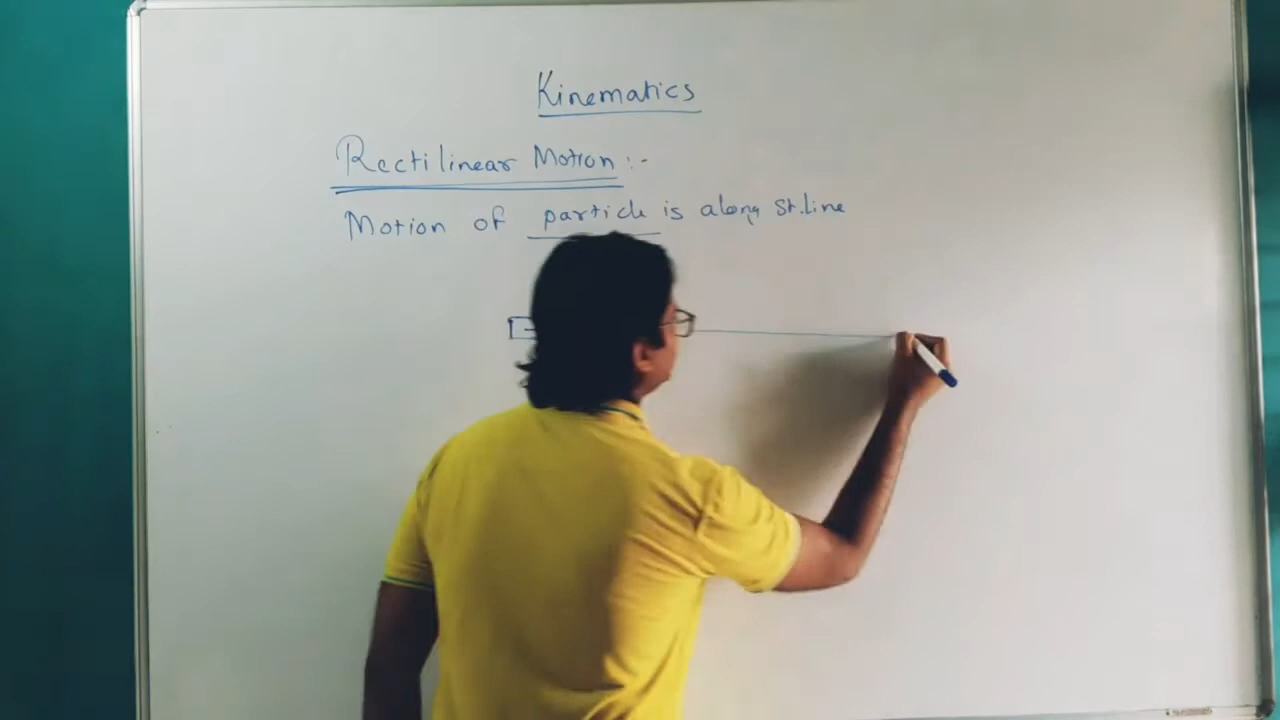 Kinematics
Rectilinear Motion :-
Motion of particle is along St.line